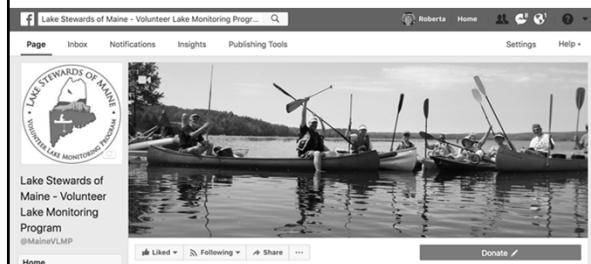 Lake Stewards of Maine - Volunteer Lake Monitoring Progr...
Roberta Home
Page Inbox Notifications Insights Publishing Tools Settings Help
LAKE STEWARDS OF MAINE
VOLUNTEER LAKE MONITORING PROGRAM
Lake Stewards of
Maine - Volunteer
Lake Monitoring
Program
@MaineVLMP
Home
Liked Following Share ...
Donate